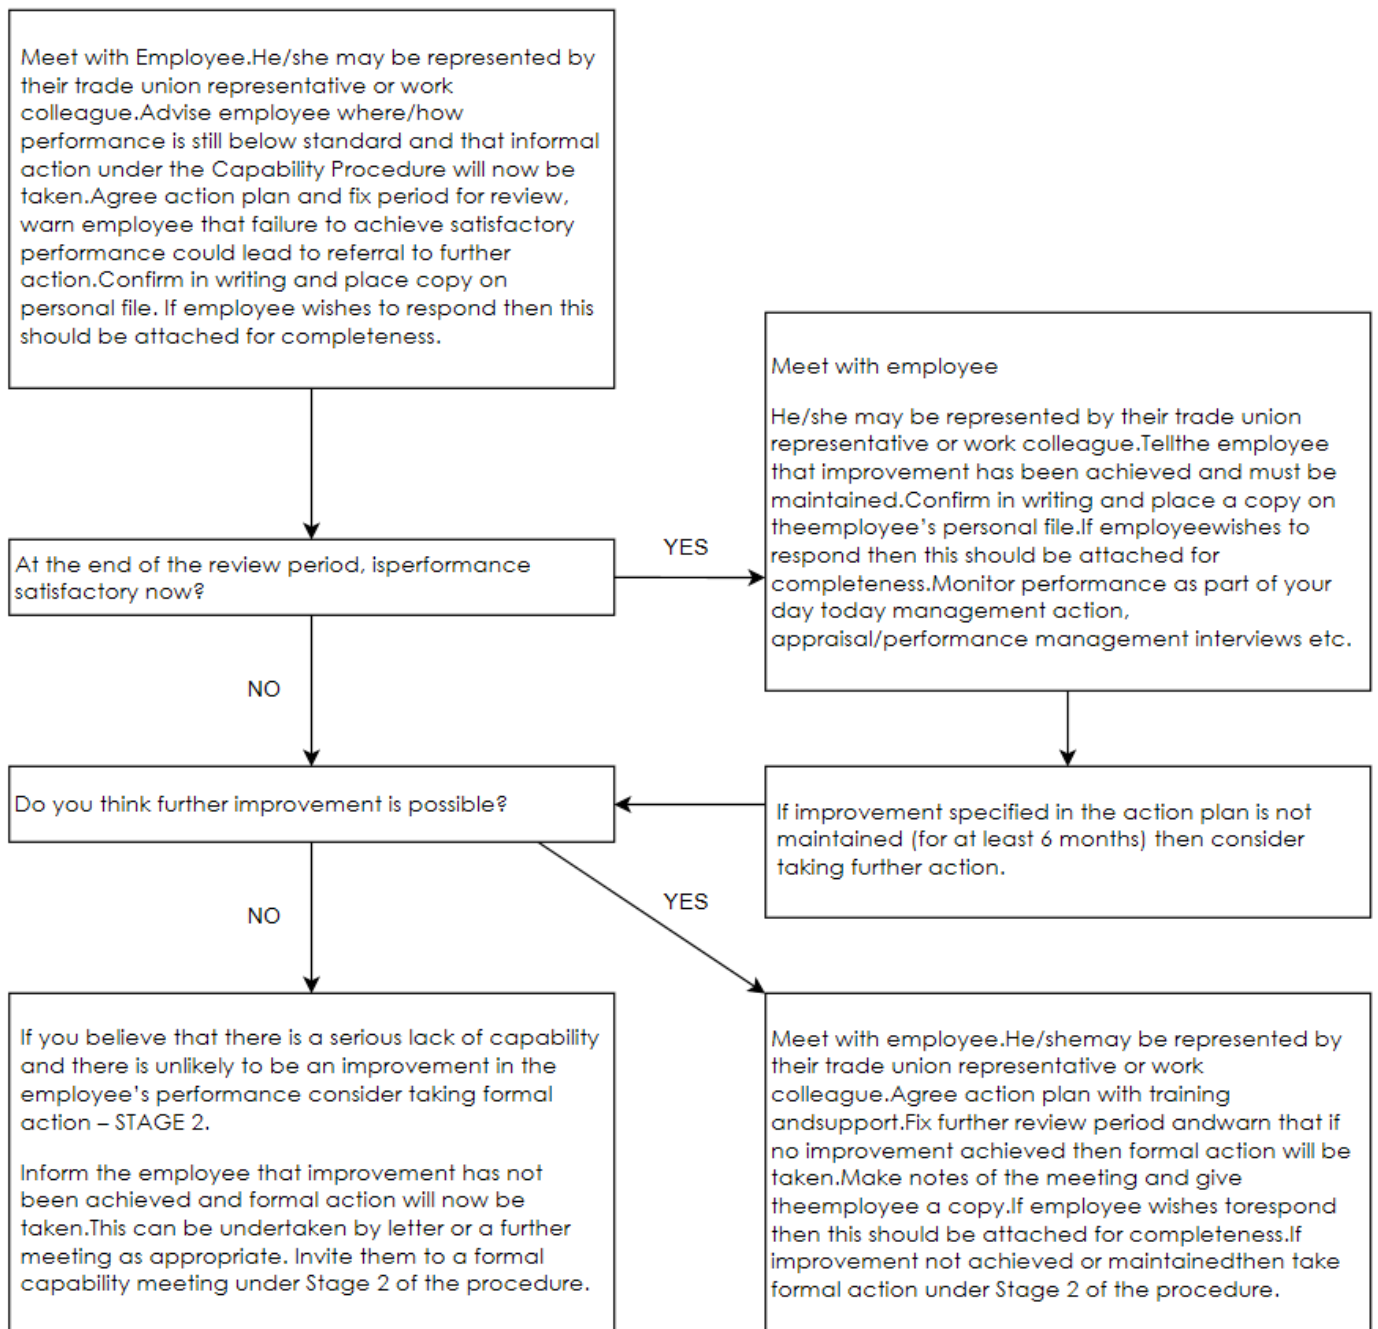 Meet with Employee.He/she may be represented by
their trade union representative or work
colleague.Advise employee where/how
performance is still below standard and that informal
action under the Capability Procedure will now be
taken.Agree action plan and fix period for review,
warn employee that failure to achieve satisfactory
performance could lead to referral to further
action.Confirm in writing and place copy on
personal file. If employee wishes to respond then this
should be attached for completeness.
At the end of the review period, isperformance
satisfactory now?
YES
Meet with employee
He/she may be represented by their trade union
representative or work colleague.Tellthe employee
that improvement has been achieved and must be
maintained.Confirm in writing and place a copy on
theemployee's personal file.If employeewishes to
respond then this should be attached for
completeness.Monitor performance as part of your
day today management action,
appraisal/performance management interviews etc.
NO
Do you think further improvement is possible?
If improvement specified in the action plan is not
maintained (for at least 6 months) then consider
taking further action.
NO
YES
If you believe that there is a serious lack of capability
and there is unlikely to be an improvement in the
employee's performance consider taking formal
action – STAGE 2.
Inform the employee that improvement has not
been achieved and formal action will now be
taken.This can be undertaken by letter or a further
meeting as appropriate. Invite them to a formal
capability meeting under Stage 2 of the procedure.
Meet with employee.He/shemay be represented by
their trade union representative or work
colleague.Agree action plan with training
andsupport.Fix further review period andwarn that if
no improvement achieved then formal action will be
taken.Make notes of the meeting and give
theemployee a copy.If employee wishes torespond
then this should be attached for completeness.If
improvement not achieved or maintainedthen take
formal action under Stage 2 of the procedure.